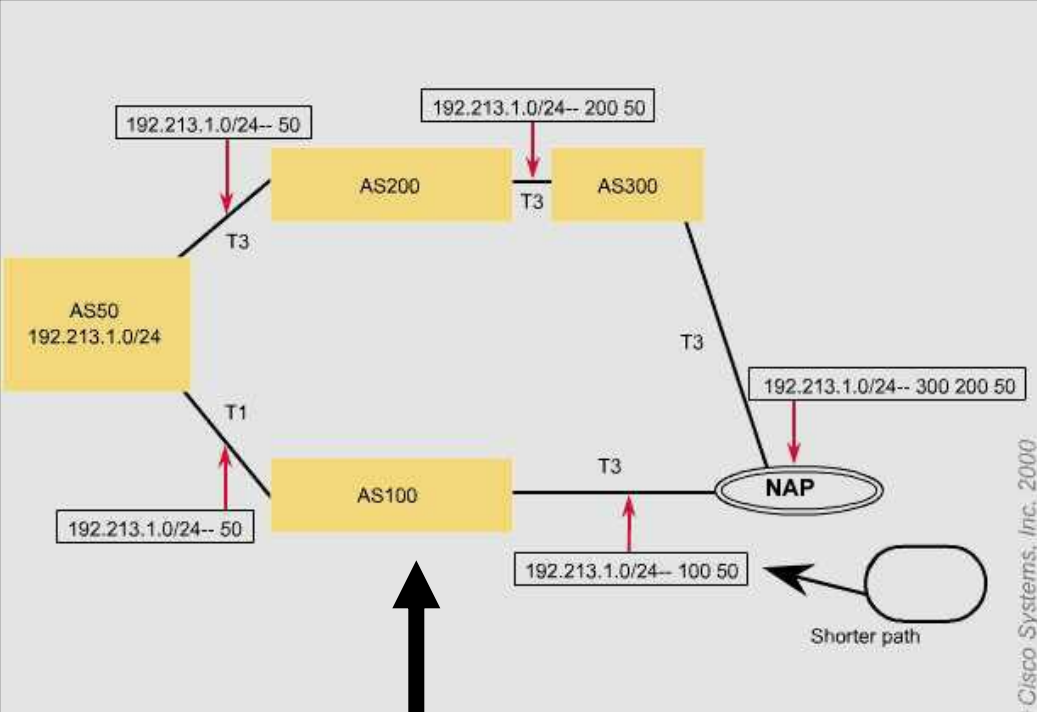 192.213.1.0/24-- 50
192.213.1.0/24-- 200 50
AS200
T3
AS300
T3
AS50
192.213.1.0/24
T3
192.213.1.0/24-- 300 200 50
T1
T3
NAP
AS100
192.213.1.0/24-- 50
192.213.1.0/24-- 100 50
Shorter path
Cisco Systems, Inc. 2000